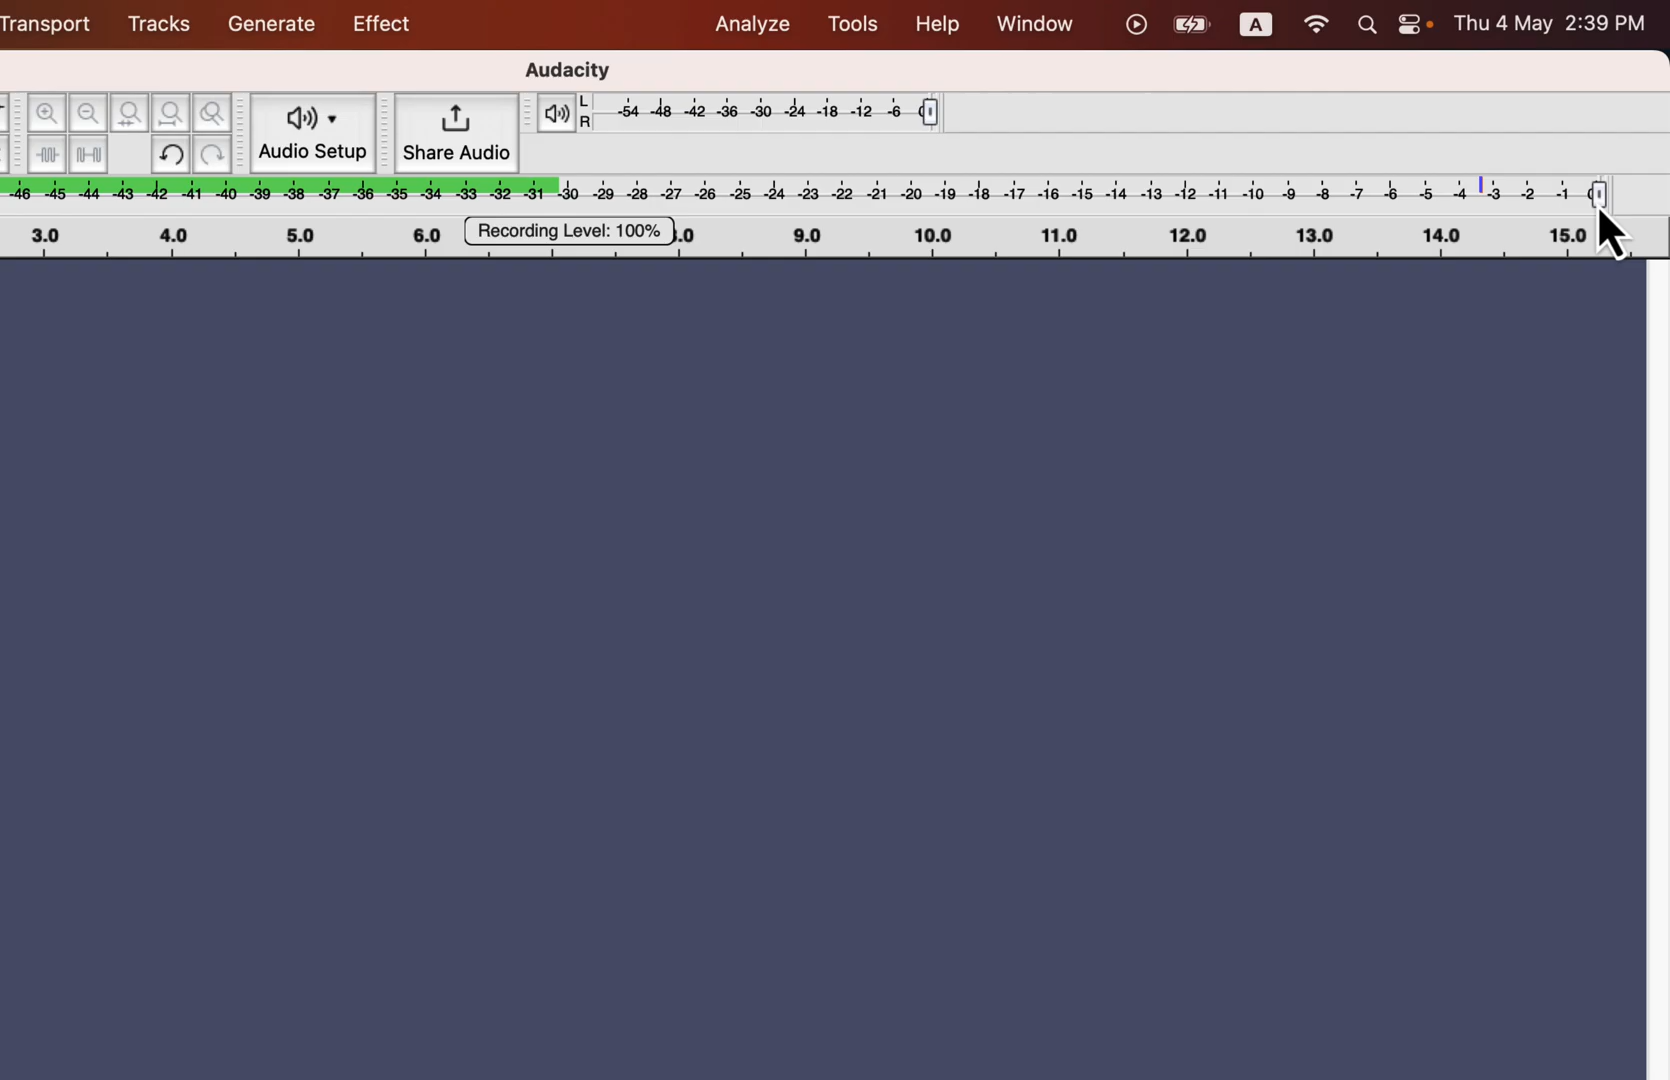 Transport Tracks Generate Effect Analyze Tools Help Window A Thu 4 May 2:39 PM
Audacity
L
R
-54 -48 -42 -36 -30 -24 -18 -12 -6
Audio Setup
Share Audio
-46 -45 -44 -43 -42 -41 -40 -39 -38 -37 -36 -35 -34 -33 -32 -31 -30 -29 -28 -27 -26 -25 -24 -23 -22 -21 -20 -19 -18 -17 -16 -15 -14 -13 -12 -11 -10 -9 -8 -7 -6 -5 -4 -3 -2 -1
3.0 4.0 5.0 6.0 Recording Level: 100% 8.0 9.0 10.0 11.0 12.0 13.0 14.0 15.0